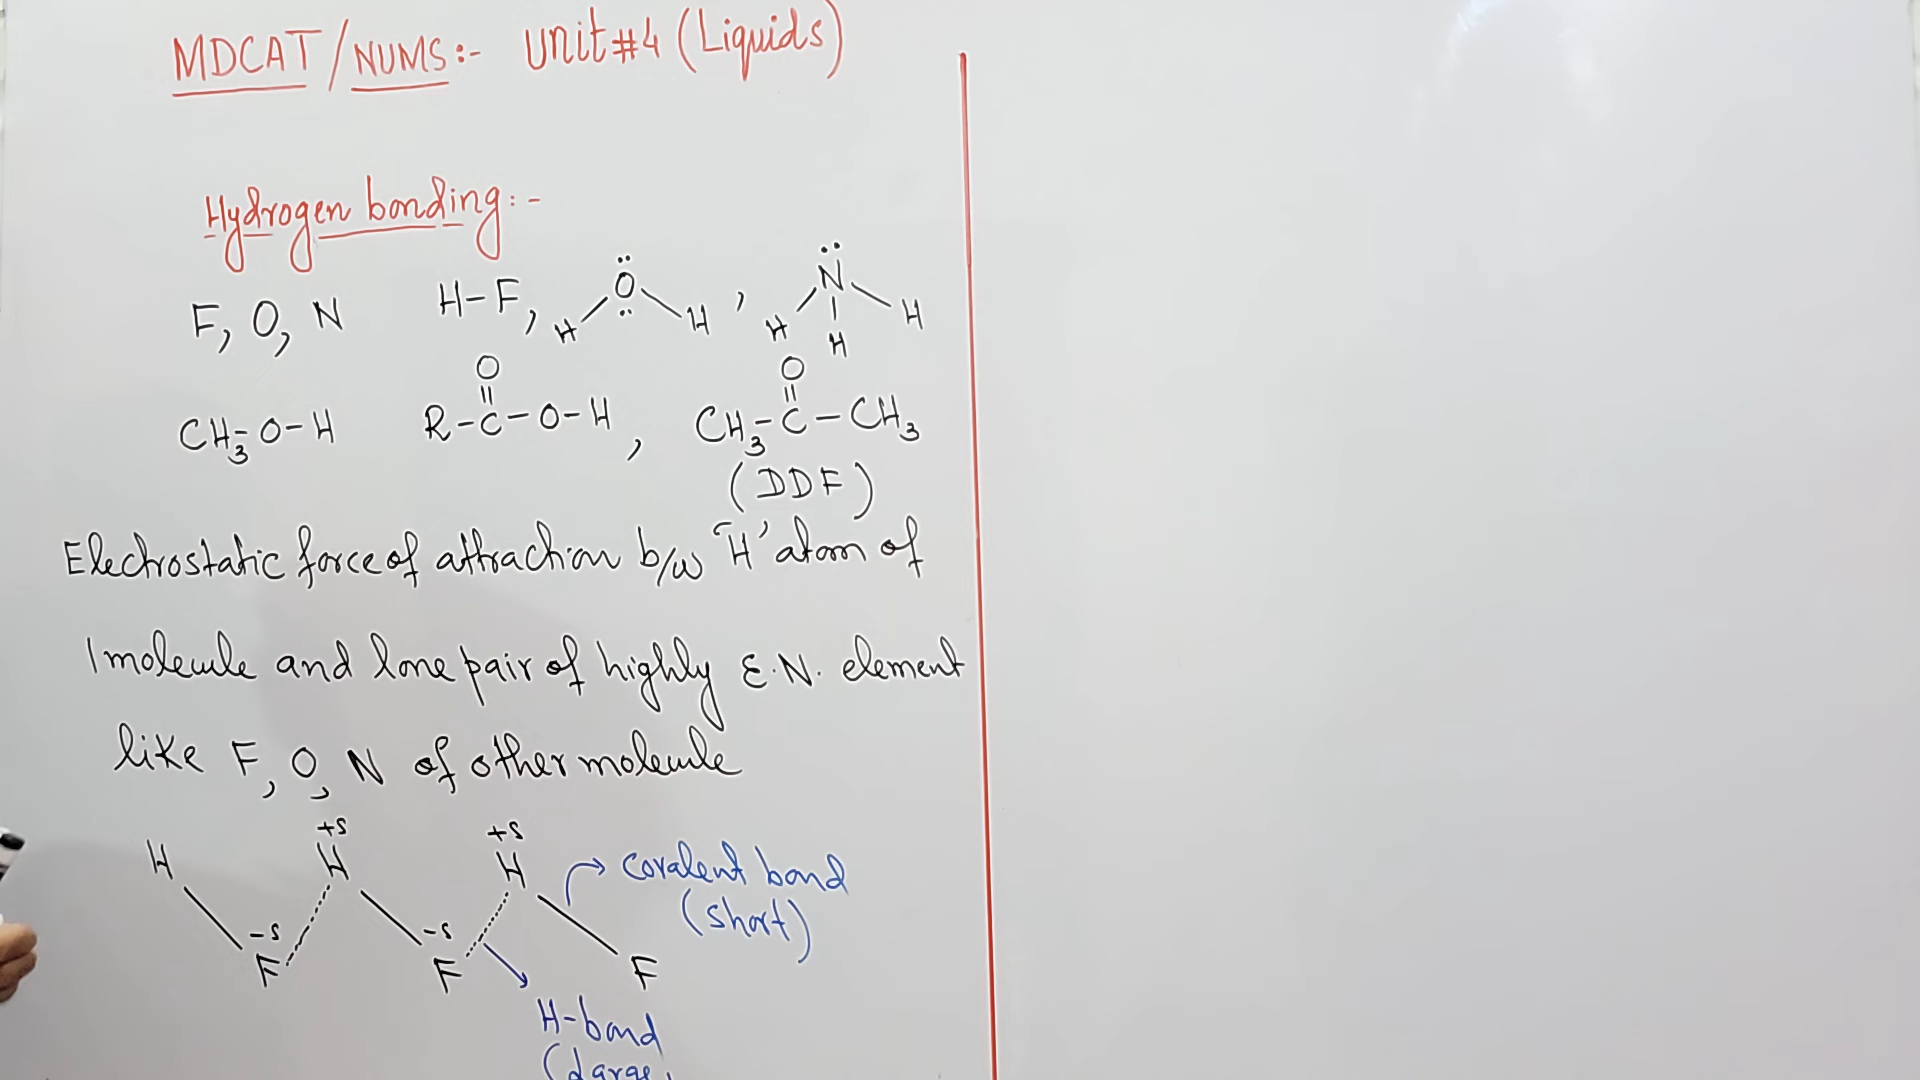 MDCAT/NUMS:- Unit#4 (Liquids)
Hydrogen bonding:-
F, O, N H-F, H O H , N H H H
O O
CH3-O-H R-C-O-H , CH3-C-CH3
(DDF)
Electrostatic force of attraction b/w "H" atom of
1 molecule and lone pair of highly E.N. element
like F, O, N of other molecule
+δ +δ
H H H → covalent bond
(short)
-δ -δ
F F F
H-bond
(Large,